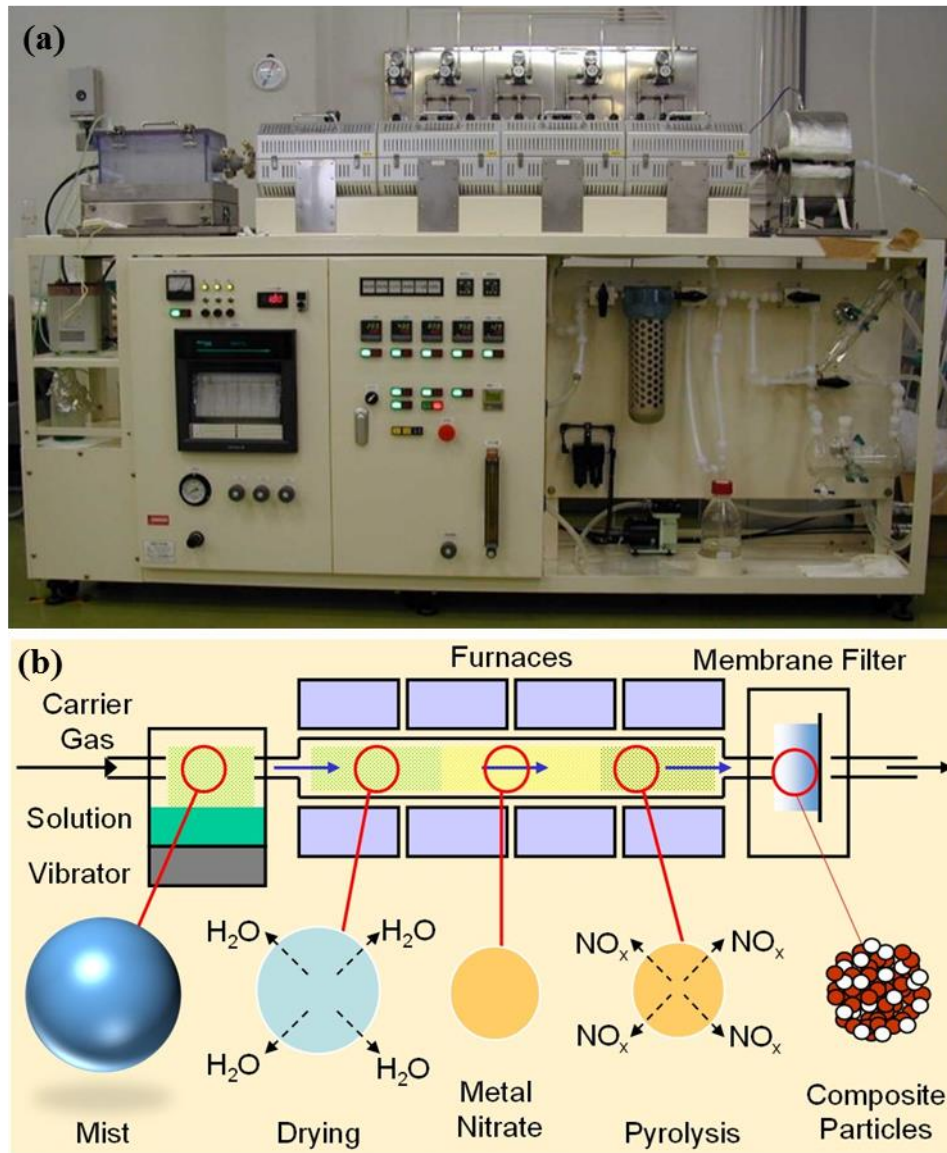 (a)
(b)
Furnaces
Membrane Filter
Carrier
Gas
Solution
Vibrator
H₂O
H₂O
H₂O
H₂O
NOₓ
NOₓ
NOₓ
NOₓ
Mist
Drying
Metal
Nitrate
Pyrolysis
Composite
Particles